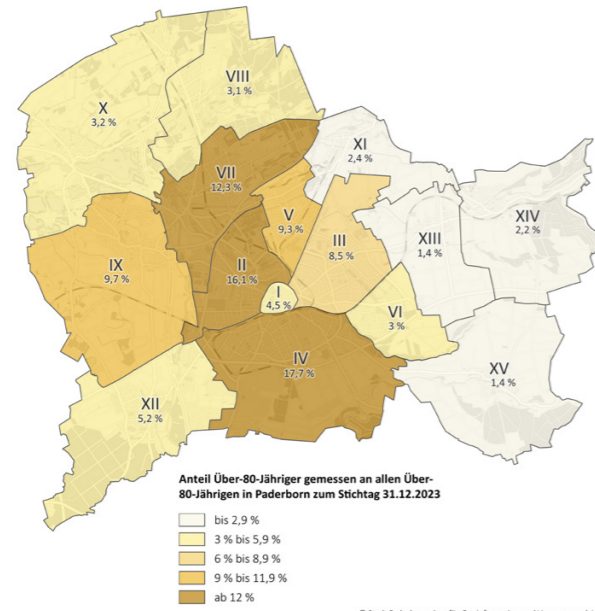 VIII
3,1 %
X
3,2 %
XI
2,4 %
VII
12,3 %
XIV
2,2 %
V
9,3 %
III
8,5 %
XIII
1,4 %
IX
9,7 %
II
16,1 %
I
4,5 %
VI
3 %
IV
17,7 %
XV
1,4 %
XII
5,2 %
Anteil Über-80-Jähriger gemessen an allen Über-
80-Jährigen in Paderborn zum Stichtag 31.12.2023
bis 2,9 %
3 % bis 5,9 %
6 % bis 8,9 %
9 % bis 11,9 %
ab 12 %